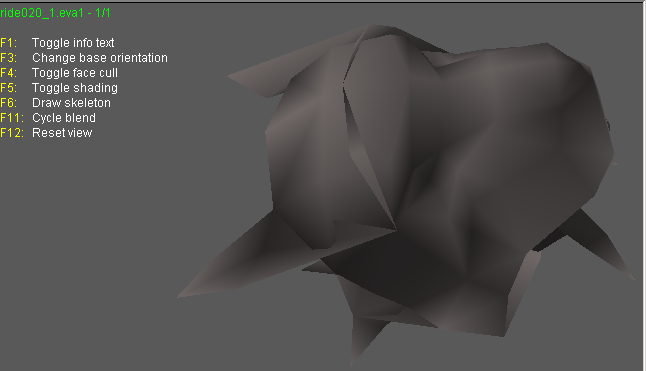 ride020_1.eva1 - 1/1
F1: Toggle info text
F3: Change base orientation
F4: Toggle face cull
F5: Toggle shading
F6: Draw skeleton
F11: Cycle blend
F12: Reset view